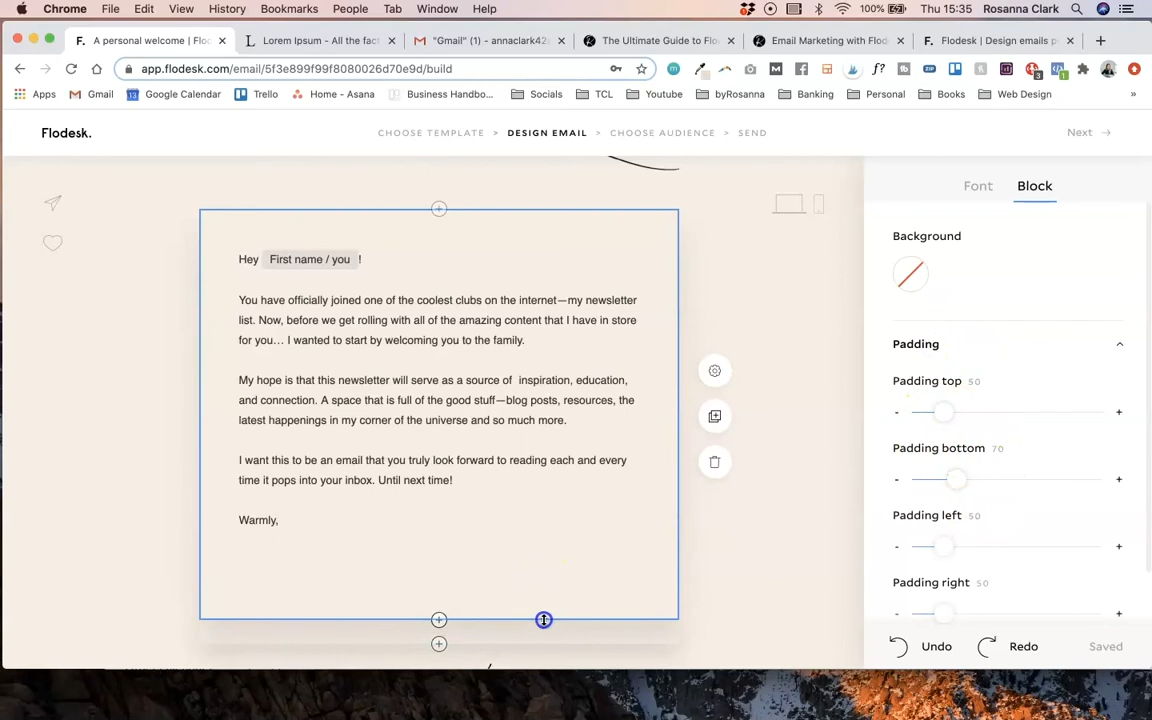 Chrome File Edit View History Bookmarks People Tab Window Help 100% Thu 15:35 Rosanna Clark
F. A personal welcome | Floc × Lorem Ipsum - All the fact × "Gmail" (1) - annaclark42 × The Ultimate Guide to Flo × Email Marketing with Flod × F. Flodesk | Design emails p × +
app.flodesk.com/email/5f3e899f99f8080026d70e9d/build
Apps Gmail Google Calendar Trello Home - Asana Business Handbo... Socials TCL Youtube byRosanna Banking Personal Books Web Design »
Flodesk. CHOOSE TEMPLATE > DESIGN EMAIL > CHOOSE AUDIENCE > SEND Next →
Font Block
Background
Hey First name / you !
You have officially joined one of the coolest clubs on the internet—my newsletter
list. Now, before we get rolling with all of the amazing content that I have in store
for you… I wanted to start by welcoming you to the family.
My hope is that this newsletter will serve as a source of inspiration, education,
and connection. A space that is full of the good stuff—blog posts, resources, the
latest happenings in my corner of the universe and so much more.
I want this to be an email that you truly look forward to reading each and every
time it pops into your inbox. Until next time!
Warmly,
Padding
Padding top 50
- +
Padding bottom 70
- +
Padding left 50
- +
Padding right 50
- +
Undo Redo Saved